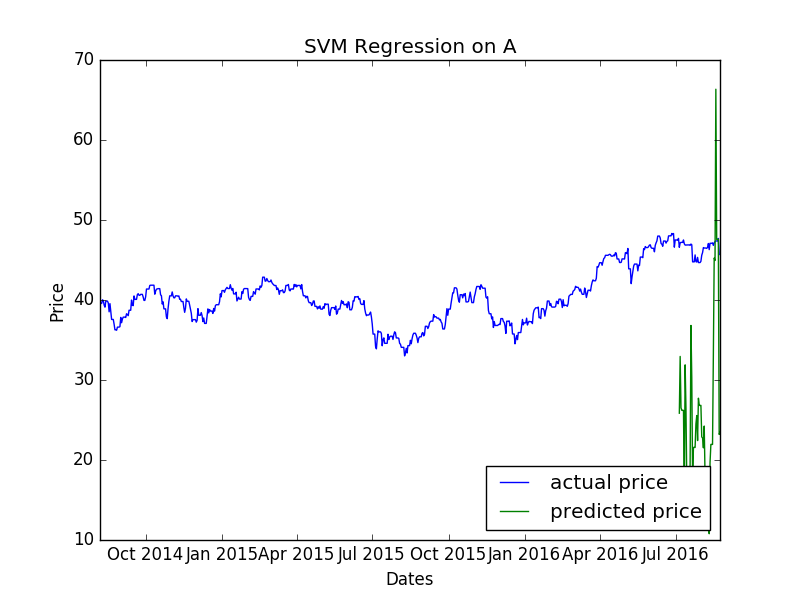 SVM Regression on A
70
60
50
40
30
20
10
Price
actual price
predicted price
Oct 2014 Jan 2015 Apr 2015 Jul 2015 Oct 2015 Jan 2016 Apr 2016 Jul 2016
Dates